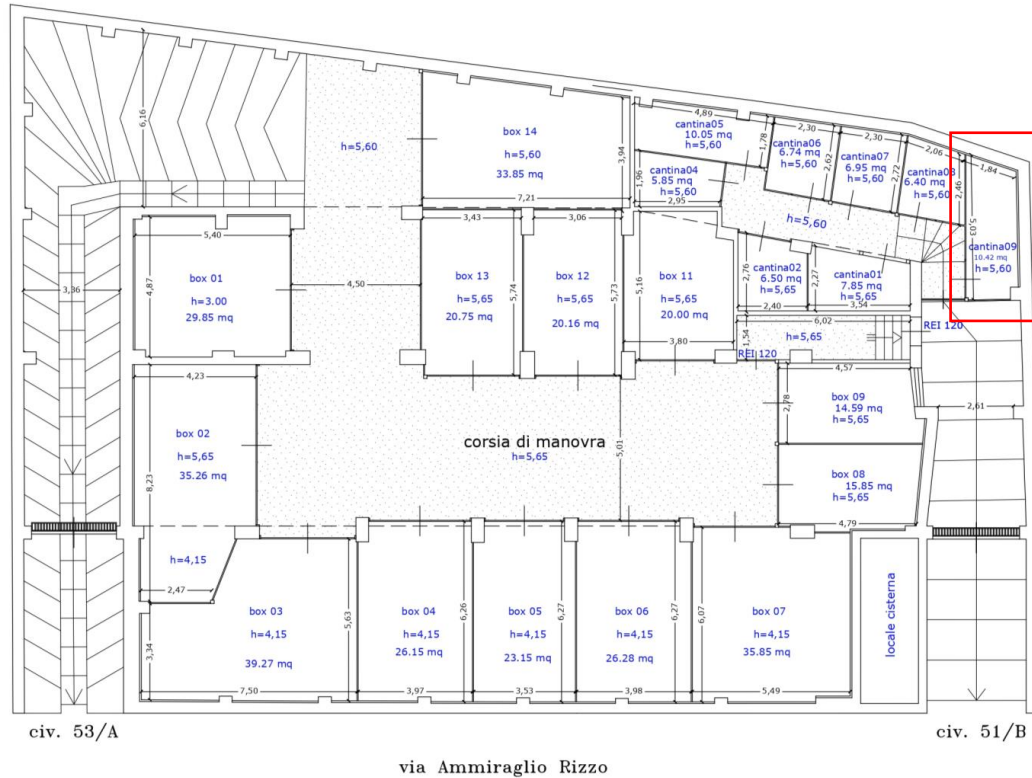 6,16
h=5,60
box 14
h=5,60
33.85 mq
3,94
7,21
4,89
cantina05
10.05 mq
h=5,60
1,78
2,30
cantina06
6.74 mq
h=5,60
2,62
2,30
cantina07
6.95 mq
h=5,60
2,72
2,06
cantina08
6.40 mq
h=5,60
2,46
1,84
5,03
cantina09
10.42 mq
h=5,60
cantina04
5.85 mq
h=5,60
1,96
2,95
h=5,60
3,36
5,40
4,87
box 01
h=3.00
29.85 mq
4,50
3,43
box 13
h=5,65
20.75 mq
5,74
3,06
box 12
h=5,65
20.16 mq
5,73
5,16
box 11
h=5,65
20.00 mq
3,80
2,76
cantina02
6.50 mq
h=5,65
2,40
2,27
cantina01
7.85 mq
h=5,65
3,54
6,02
h=5,65
1,54
REI 120
REI 120
4,23
box 02
h=5,65
35.26 mq
8,23
corsia di manovra
h=5,65
5,01
4,57
2,78
box 09
14.59 mq
h=5,65
box 08
15.85 mq
h=5,65
4,79
2,61
h=4,15
2,47
3,34
box 03
h=4,15
39.27 mq
5,63
7,50
box 04
h=4,15
26.15 mq
6,26
3,97
box 05
h=4,15
23.15 mq
6,27
3,53
box 06
h=4,15
26.28 mq
6,27
3,98
6,07
box 07
h=4,15
35.85 mq
5,49
locale cisterna
civ. 53/A
civ. 51/B
via Ammiraglio Rizzo